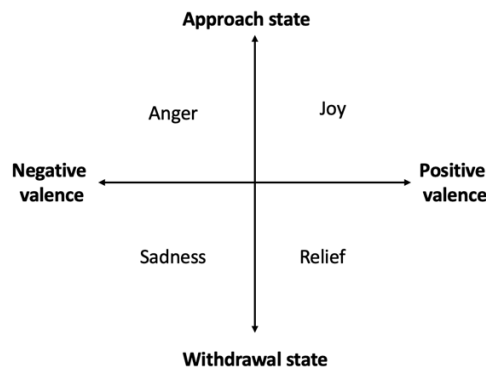 Approach state
Anger
Joy
Negative
valence
Positive
valence
Sadness
Relief
Withdrawal state